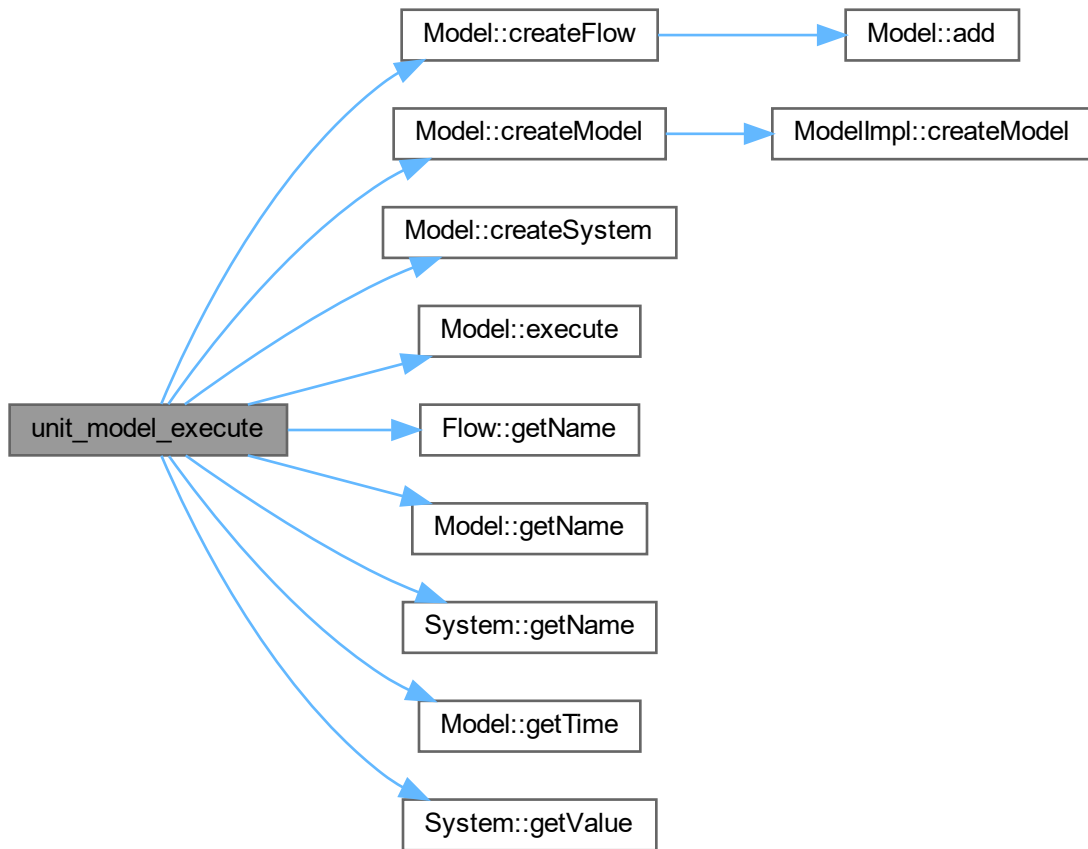 Model::createFlow
Model::add
Model::createModel
ModelImpl::createModel
Model::createSystem
Model::execute
unit_model_execute
Flow::getName
Model::getName
System::getName
Model::getTime
System::getValue